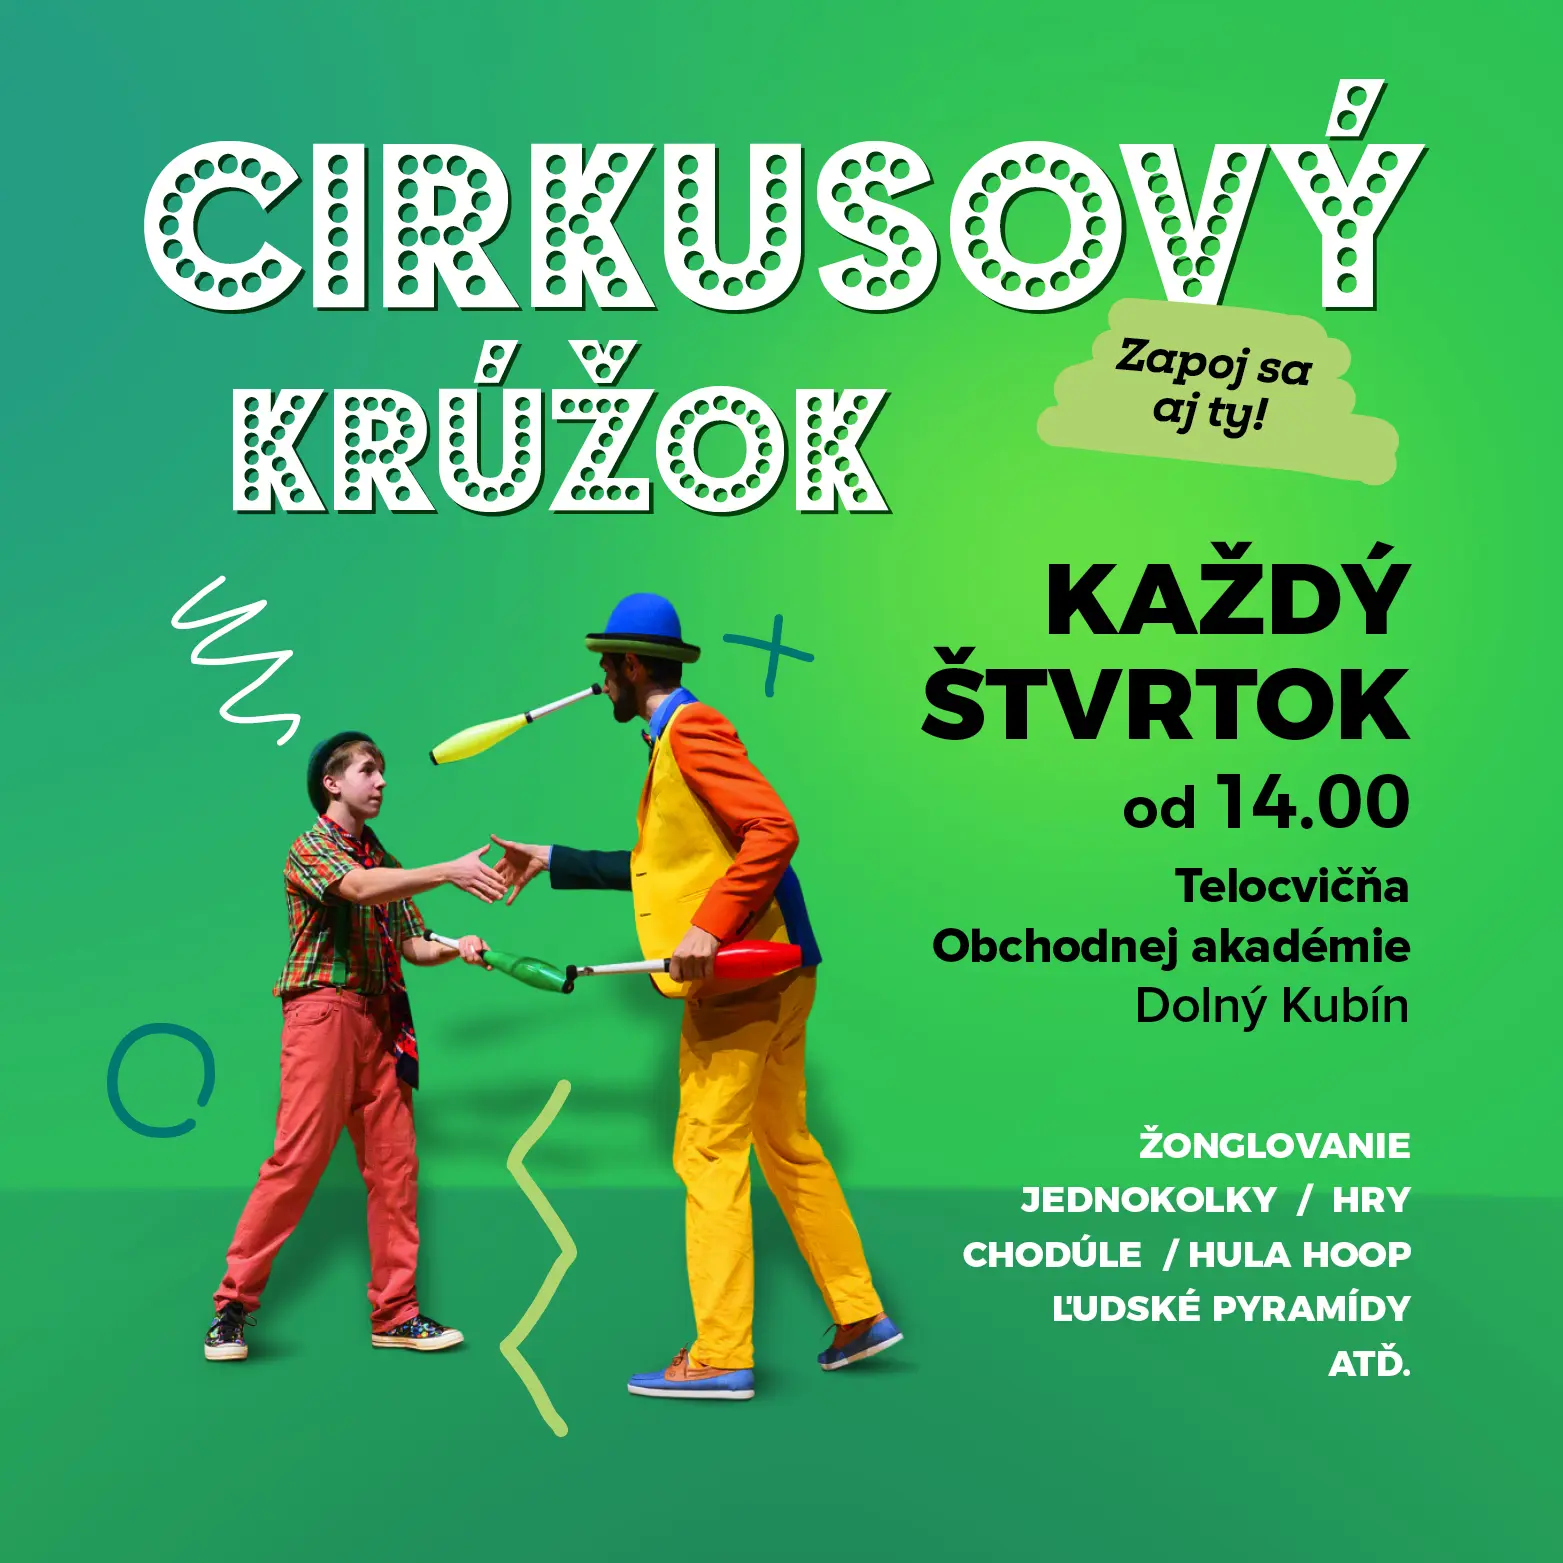 CIRKUSOVÝ
KRÚŽOK
Zapoj sa
aj ty!
KAŽDÝ
ŠTVRTOK
od 14.00
Telocvičňa
Obchodnej akadémie
Dolný Kubín
ŽONGLOVANIE
JEDNOKOLKY / HRY
CHODÚLE / HULA HOOP
ĽUDSKÉ PYRAMÍDY
ATĎ.